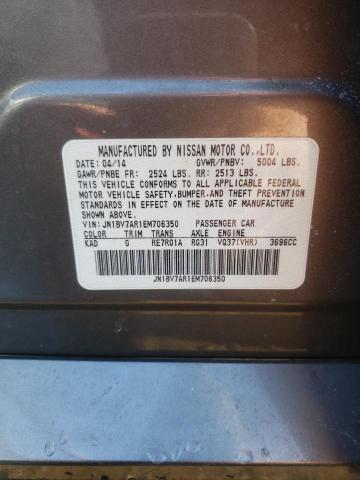 MANUFACTURED BY NISSAN MOTOR CO.,LTD.
DATE: 04/14 GVWR/PNBV: 5004 LBS.
GAWR/PNBE FR: 2524 LBS. RR: 2513 LBS.
THIS VEHICLE CONFORMS TO ALL APPLICABLE FEDERAL
MOTOR VEHICLE SAFETY, BUMPER, AND THEFT PREVENTION
STANDARDS IN EFFECT ON THE DATE OF MANUFACTURE
SHOWN ABOVE.
VIN: JN1BV7AR1EM706350 PASSENGER CAR
COLOR TRIM TRANS AXLE ENGINE
KAD G RE7R01A RG31 VQ37(VHR) 3696CC
JN1BV7AR1EM706350